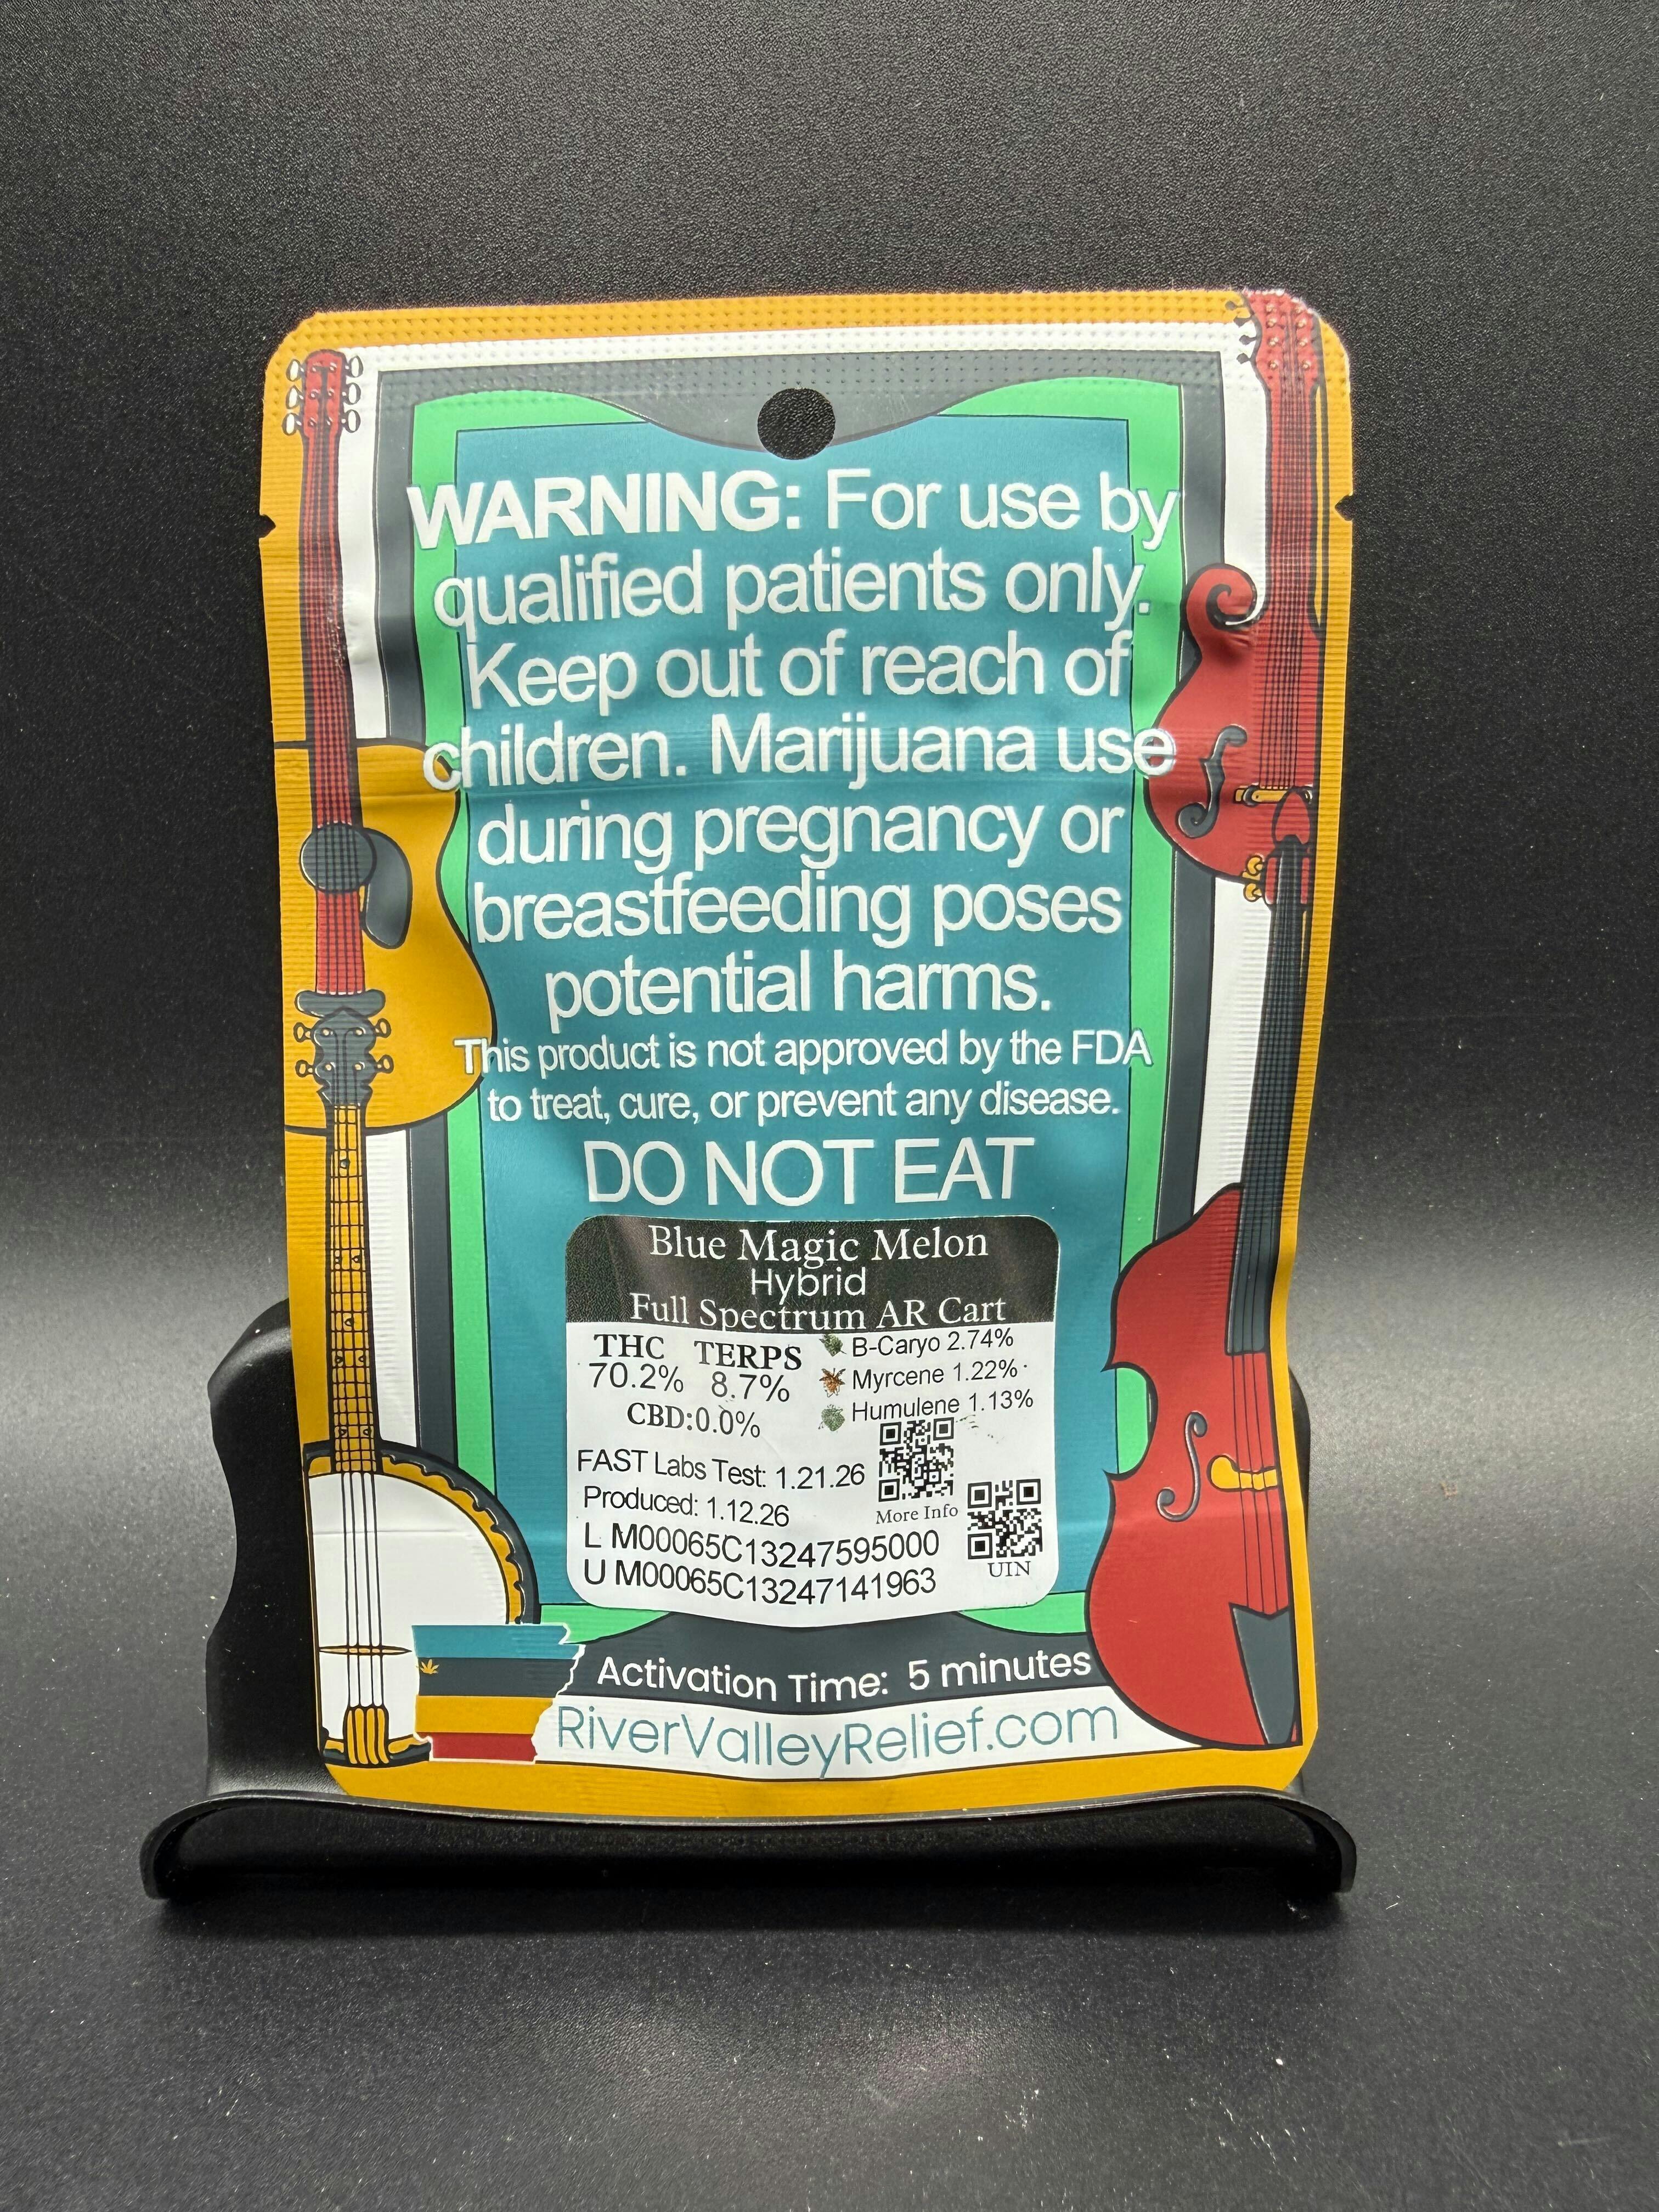 WARNING: For use by
qualified patients only.
Keep out of reach of
children. Marijuana use
during pregnancy or
breastfeeding poses
potential harms.
This product is not approved by the FDA
to treat, cure, or prevent any disease.
DO NOT EAT
Blue Magic Melon
Hybrid
Full Spectrum AR Cart
THC TERPS
70.2% 8.7%
CBD:0.0%
B-Caryo 2.74%
Myrcene 1.22%
Humulene 1.13%
FAST Labs Test: 1.21.26
Produced: 1.12.26
More Info
L M00065C13247595000
U M00065C13247141963
UIN
Activation Time: 5 minutes
RiverValleyRelief.com